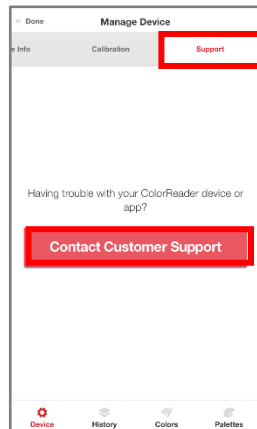 Done Manage Device
e Info Calibration Support
Having trouble with your ColorReader device or
app?
Contact Customer Support
Device History Colors Palettes